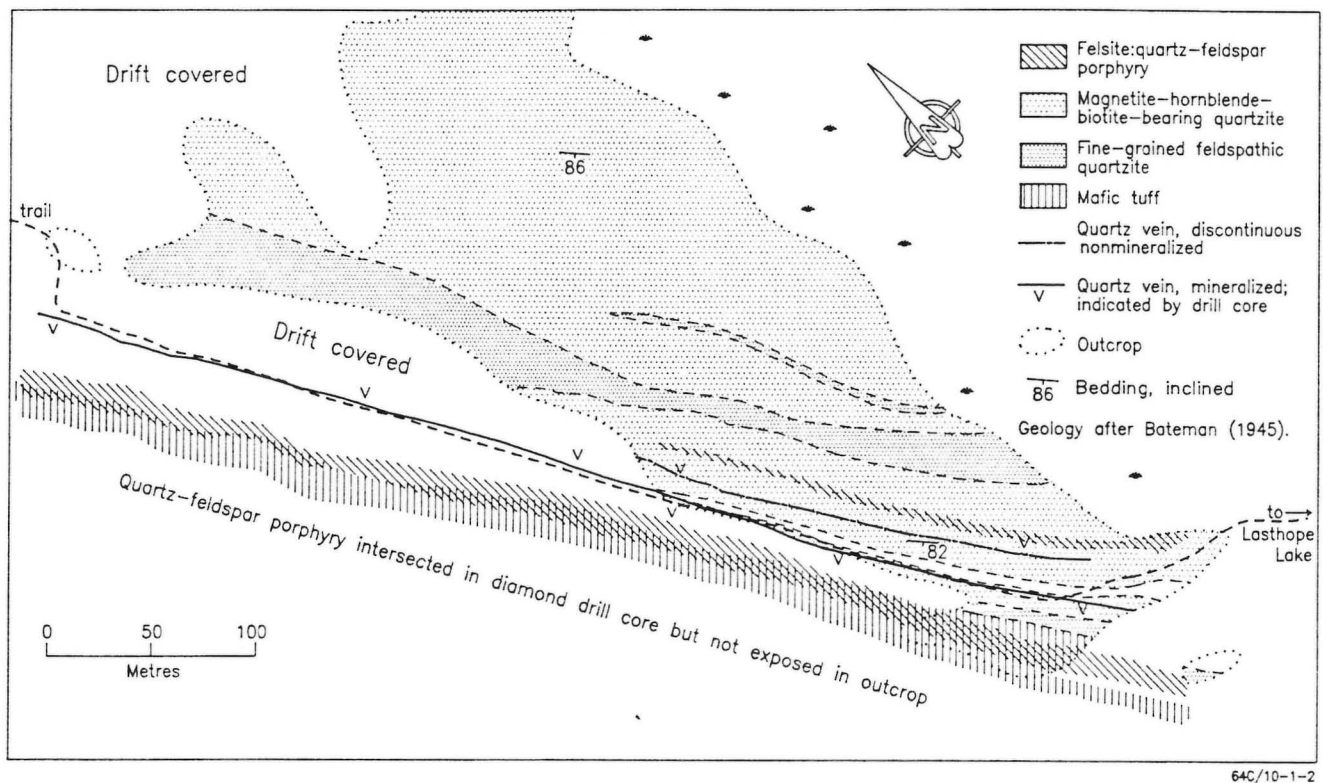 Drift covered
86
trail
Drift covered
Quartz-feldspar porphyry intersected in diamond drill core but not exposed in outcrop
82
0 50 100
Metres
to
Lasthope
Lake
N
Felsite:quartz-feldspar
porphyry
Magnetite-hornblende-
biotite-bearing quartzite
Fine-grained feldspathic
quartzite
Mafic tuff
Quartz vein, discontinuous
nonmineralized
Quartz vein, mineralized;
indicated by drill core
Outcrop
86 Bedding, inclined
Geology after Bateman (1945).
64C/10-1-2